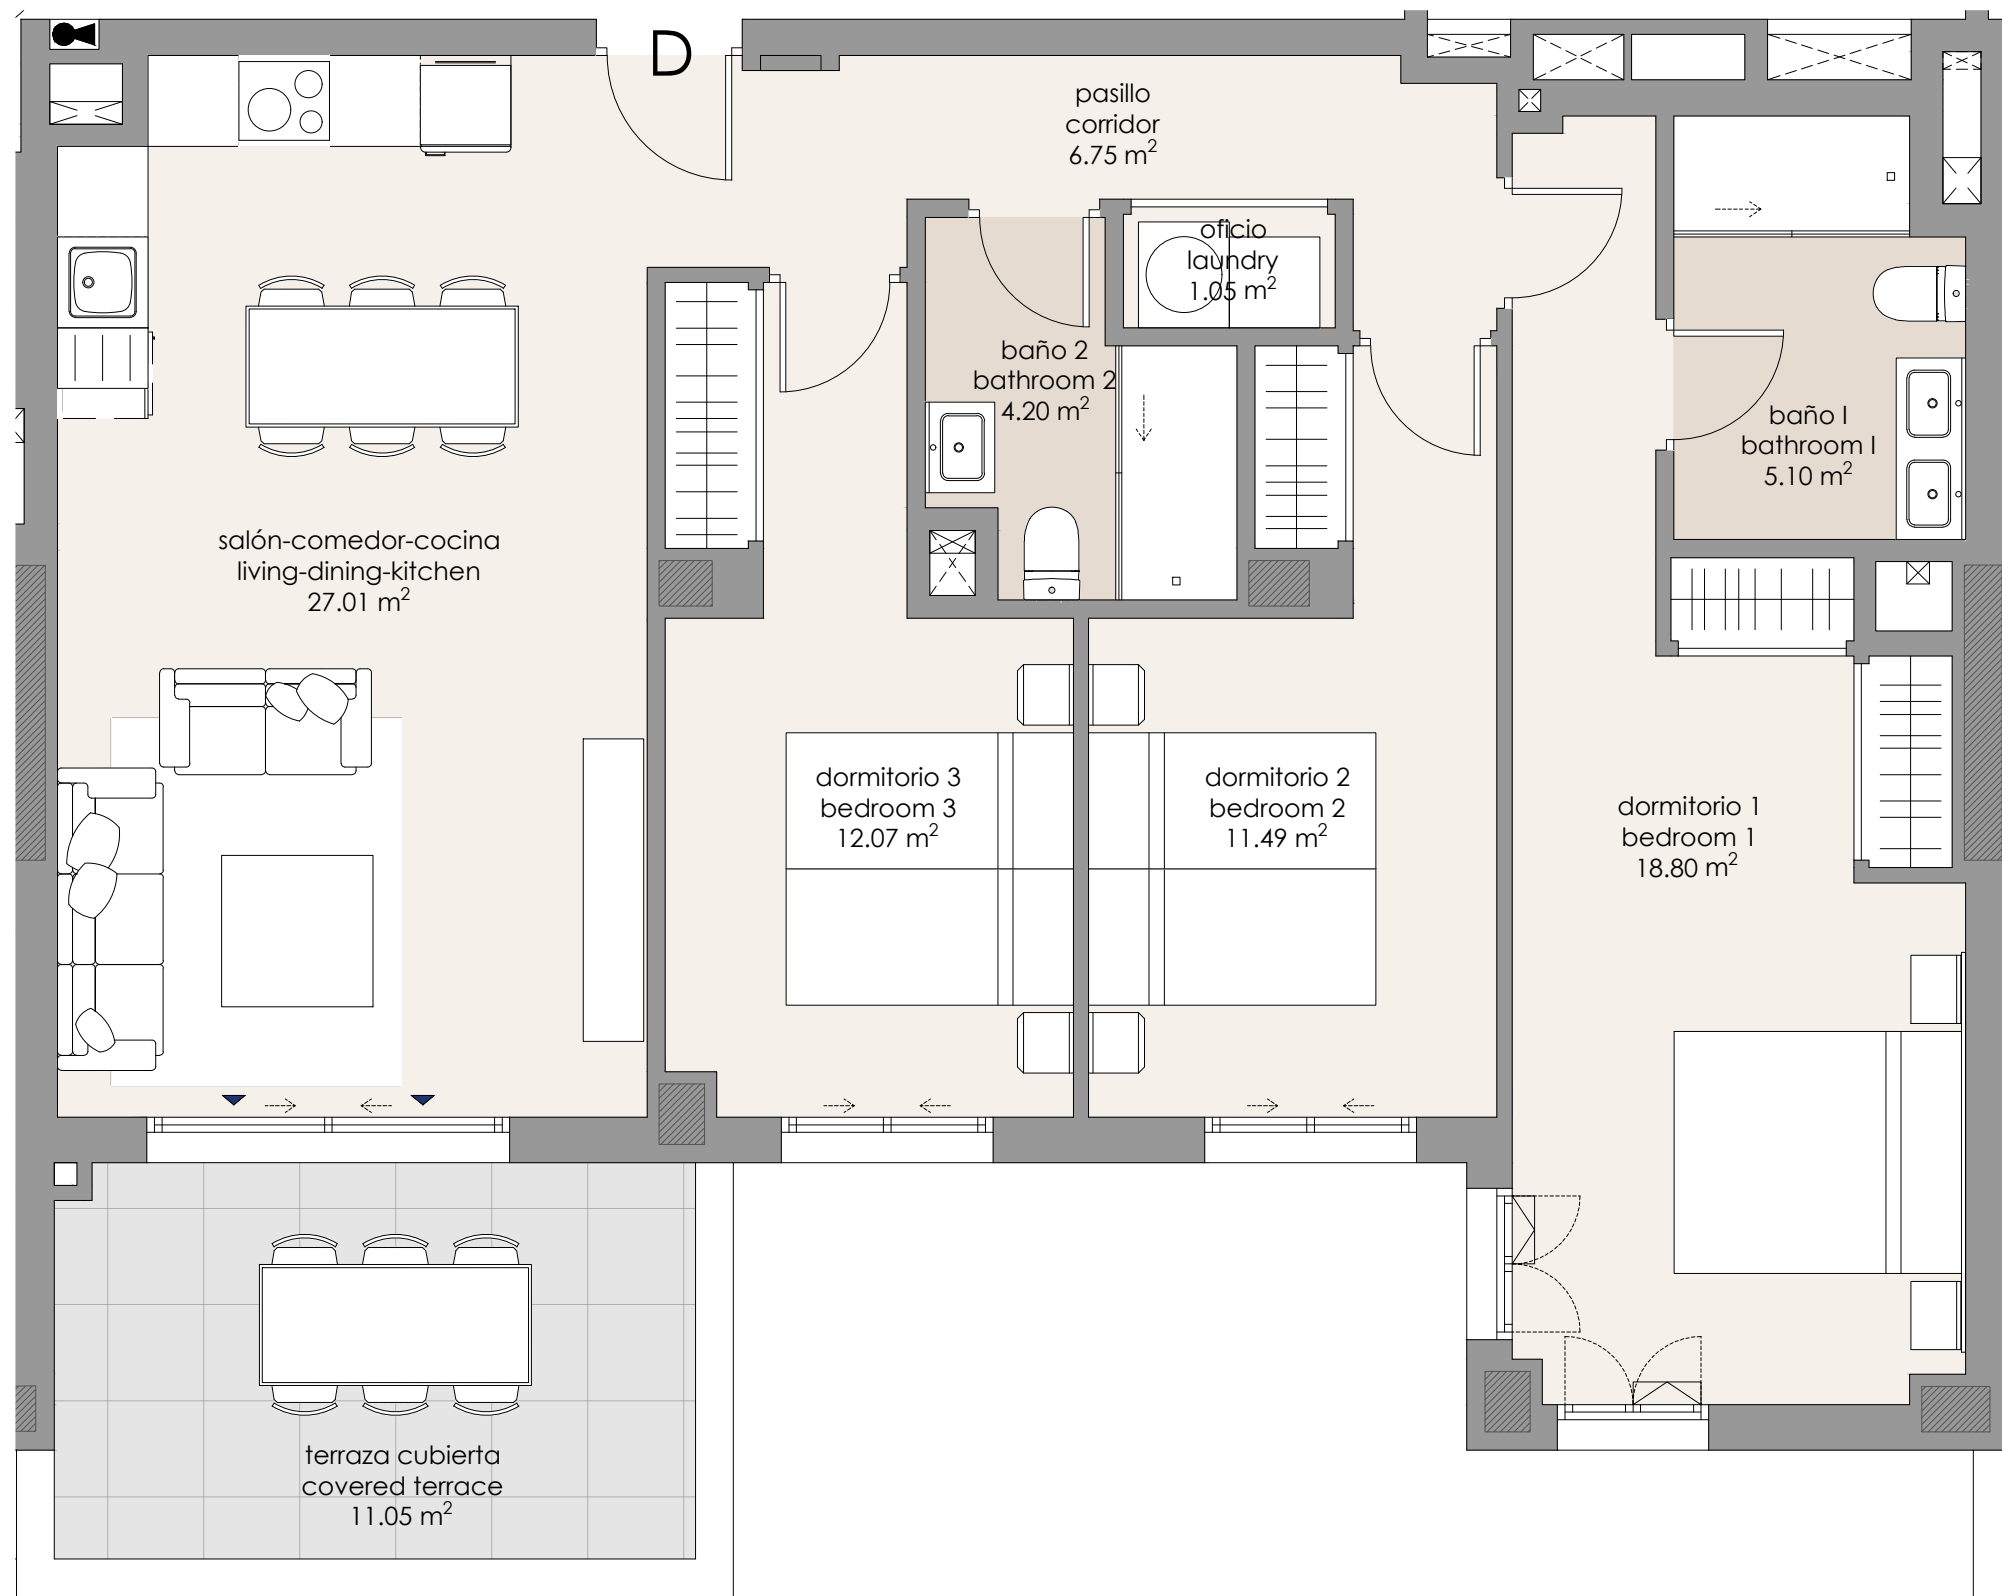 D
pasillo
corridor
6.75 m²
oficio
laundry
1.05 m²
baño 2
bathroom 2
4.20 m²
baño I
bathroom I
5.10 m²
salón-comedor-cocina
living-dining-kitchen
27.01 m²
dormitorio 3
bedroom 3
12.07 m²
dormitorio 2
bedroom 2
11.49 m²
dormitorio 1
bedroom 1
18.80 m²
terraza cubierta
covered terrace
11.05 m²